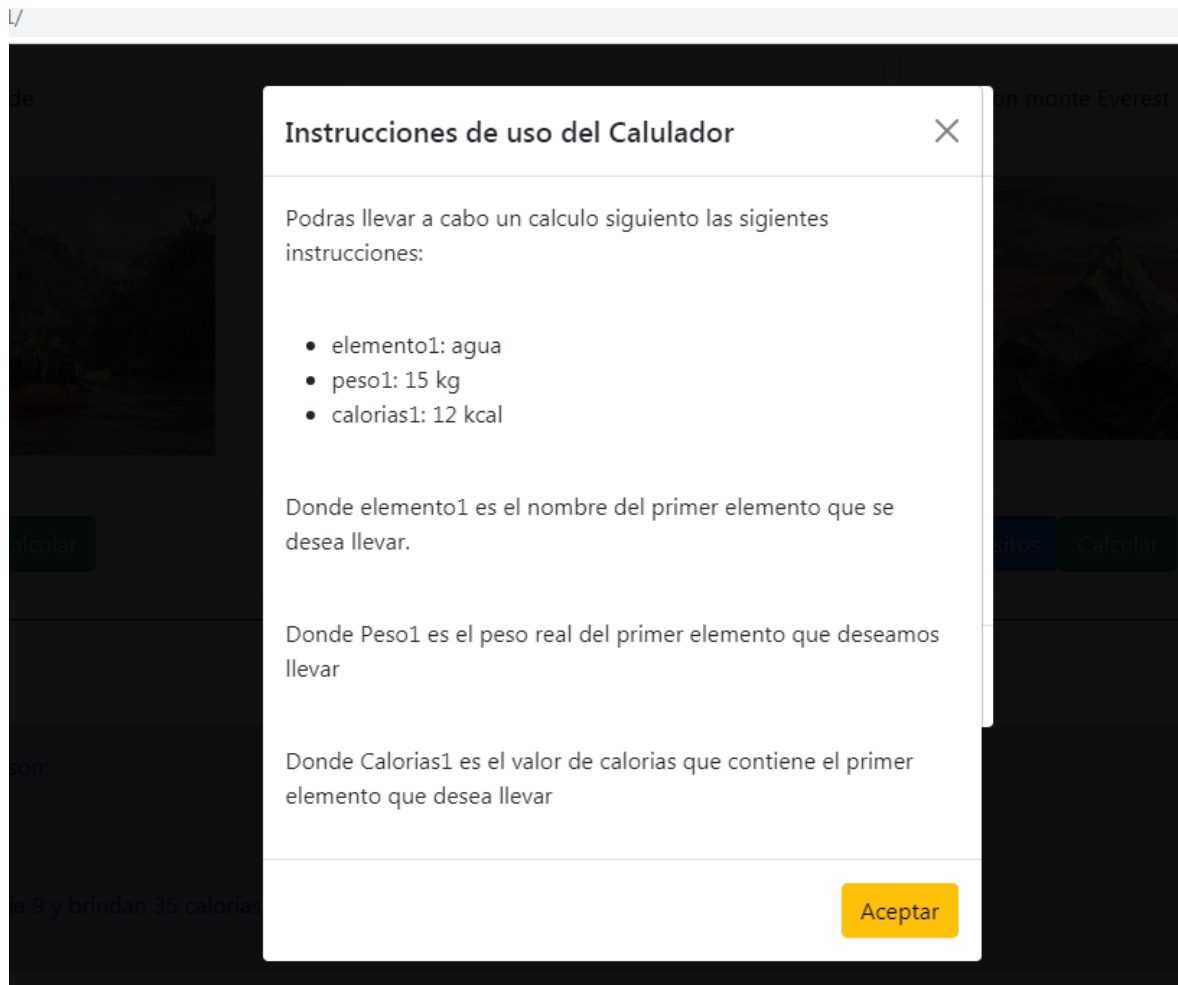 1/
de
on monte Everest
Instrucciones de uso del Calulador
Podras llevar a cabo un calculo siguiento las sigientes
instrucciones:
elemento1: agua
peso1: 15 kg
calorias1: 12 kcal
Donde elemento1 es el nombre del primer elemento que se
desea llevar.
alcular
sitos Calcular
Donde Peso1 es el peso real del primer elemento que deseamos
llevar
son:
Donde Calorias1 es el valor de calorias que contiene el primer
elemento que desea llevar
a 9 y brindan 35 calorias
Aceptar